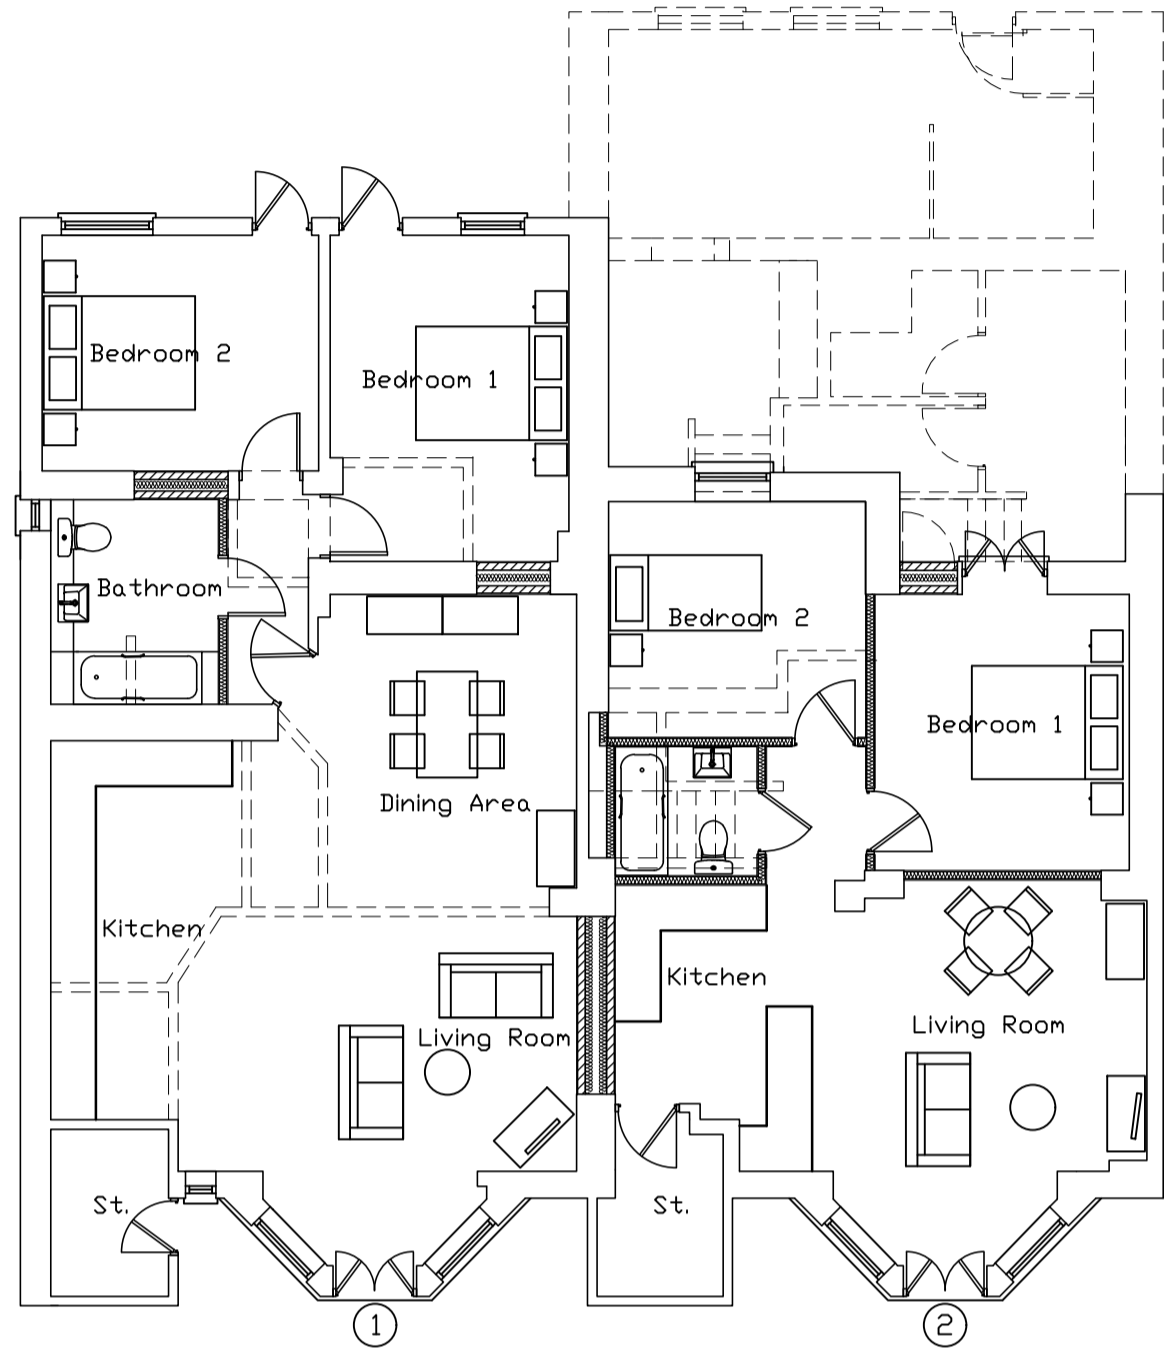 Bedroom 2
Bedroom 1
Bathroom
Bedroom 2
Bedroom 1
Dining Area
Kitchen
Kitchen
Living Room
Living Room
St.
St.
1
2